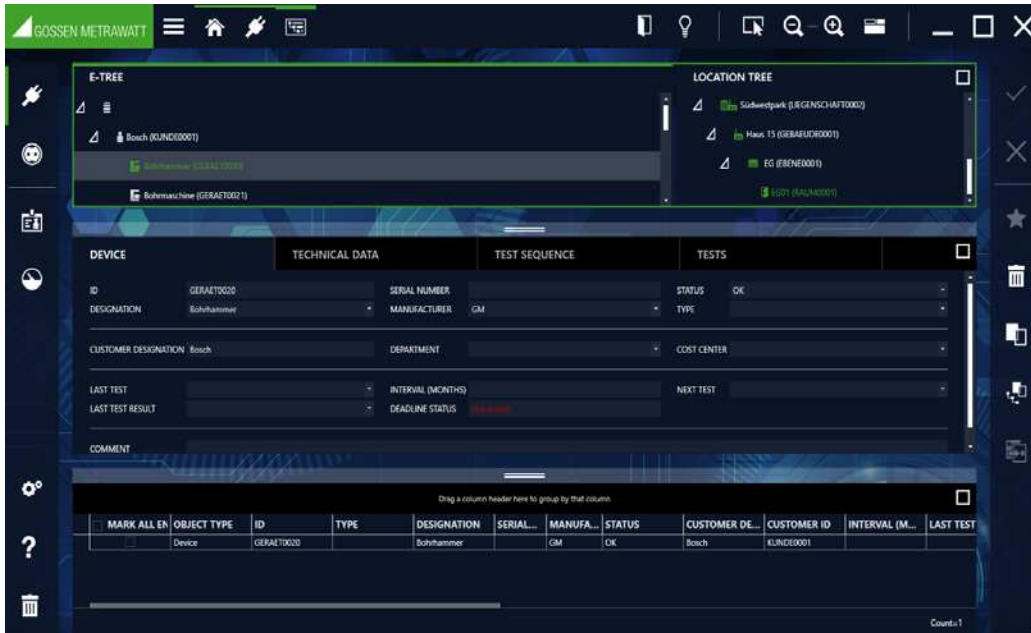 GOSSEN METRAWATT
E-TREE
Bosch (KUNDE0001)
Bohrhammer (GERAET0020)
Bohrmaschine (GERAET0021)
LOCATION TREE
Südwestpark (LIEGENSCHAFT0002)
Haus 15 (GEBAEUDE0001)
EG (EBENE0001)
EG01 (RAUM0001)
DEVICE TECHNICAL DATA TEST SEQUENCE TESTS
ID GERAET0020 SERIAL NUMBER STATUS OK
DESIGNATION Bohrhammer MANUFACTURER GM TYPE
CUSTOMER DESIGNATION Bosch DEPARTMENT COST CENTER
LAST TEST INTERVAL (MONTHS) NEXT TEST
LAST TEST RESULT DEADLINE STATUS
COMMENT
Drag a column header here to group by that column
MARK ALL EN OBJECT TYPE ID TYPE DESIGNATION SERIAL... MANUFA... STATUS CUSTOMER DE... CUSTOMER ID INTERVAL (M... LAST TEST
Device GERAET0020 Bohrhammer GM OK Bosch KUNDE0001
Count=1